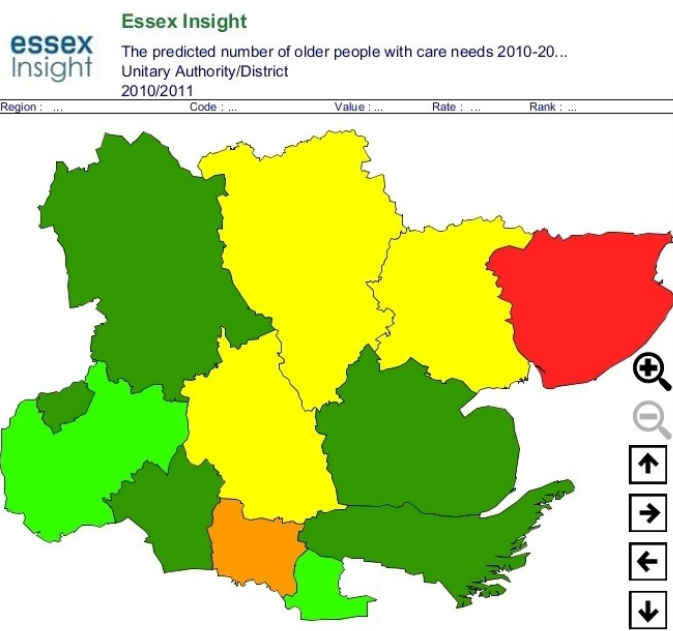 Essex Insight
essex
Insight
The predicted number of older people with care needs 2010-20...
Unitary Authority/District
2010/2011
Region : ... Code : ... Value : ... Rate : ... Rank : ...